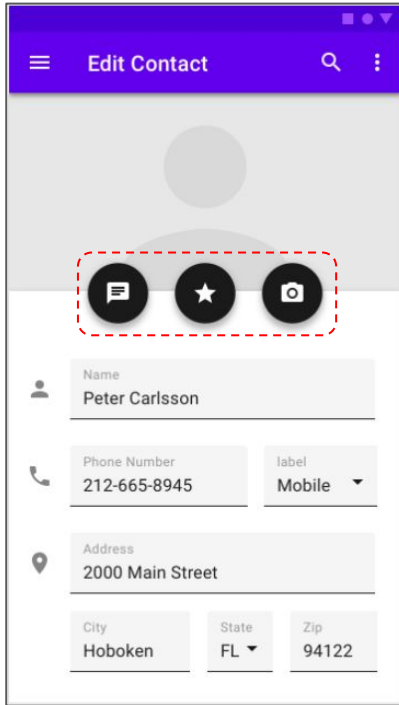 Edit Contact
Name
Peter Carlsson
Phone Number label
212-665-8945 Mobile
Address
2000 Main Street
City State Zip
Hoboken FL 94122